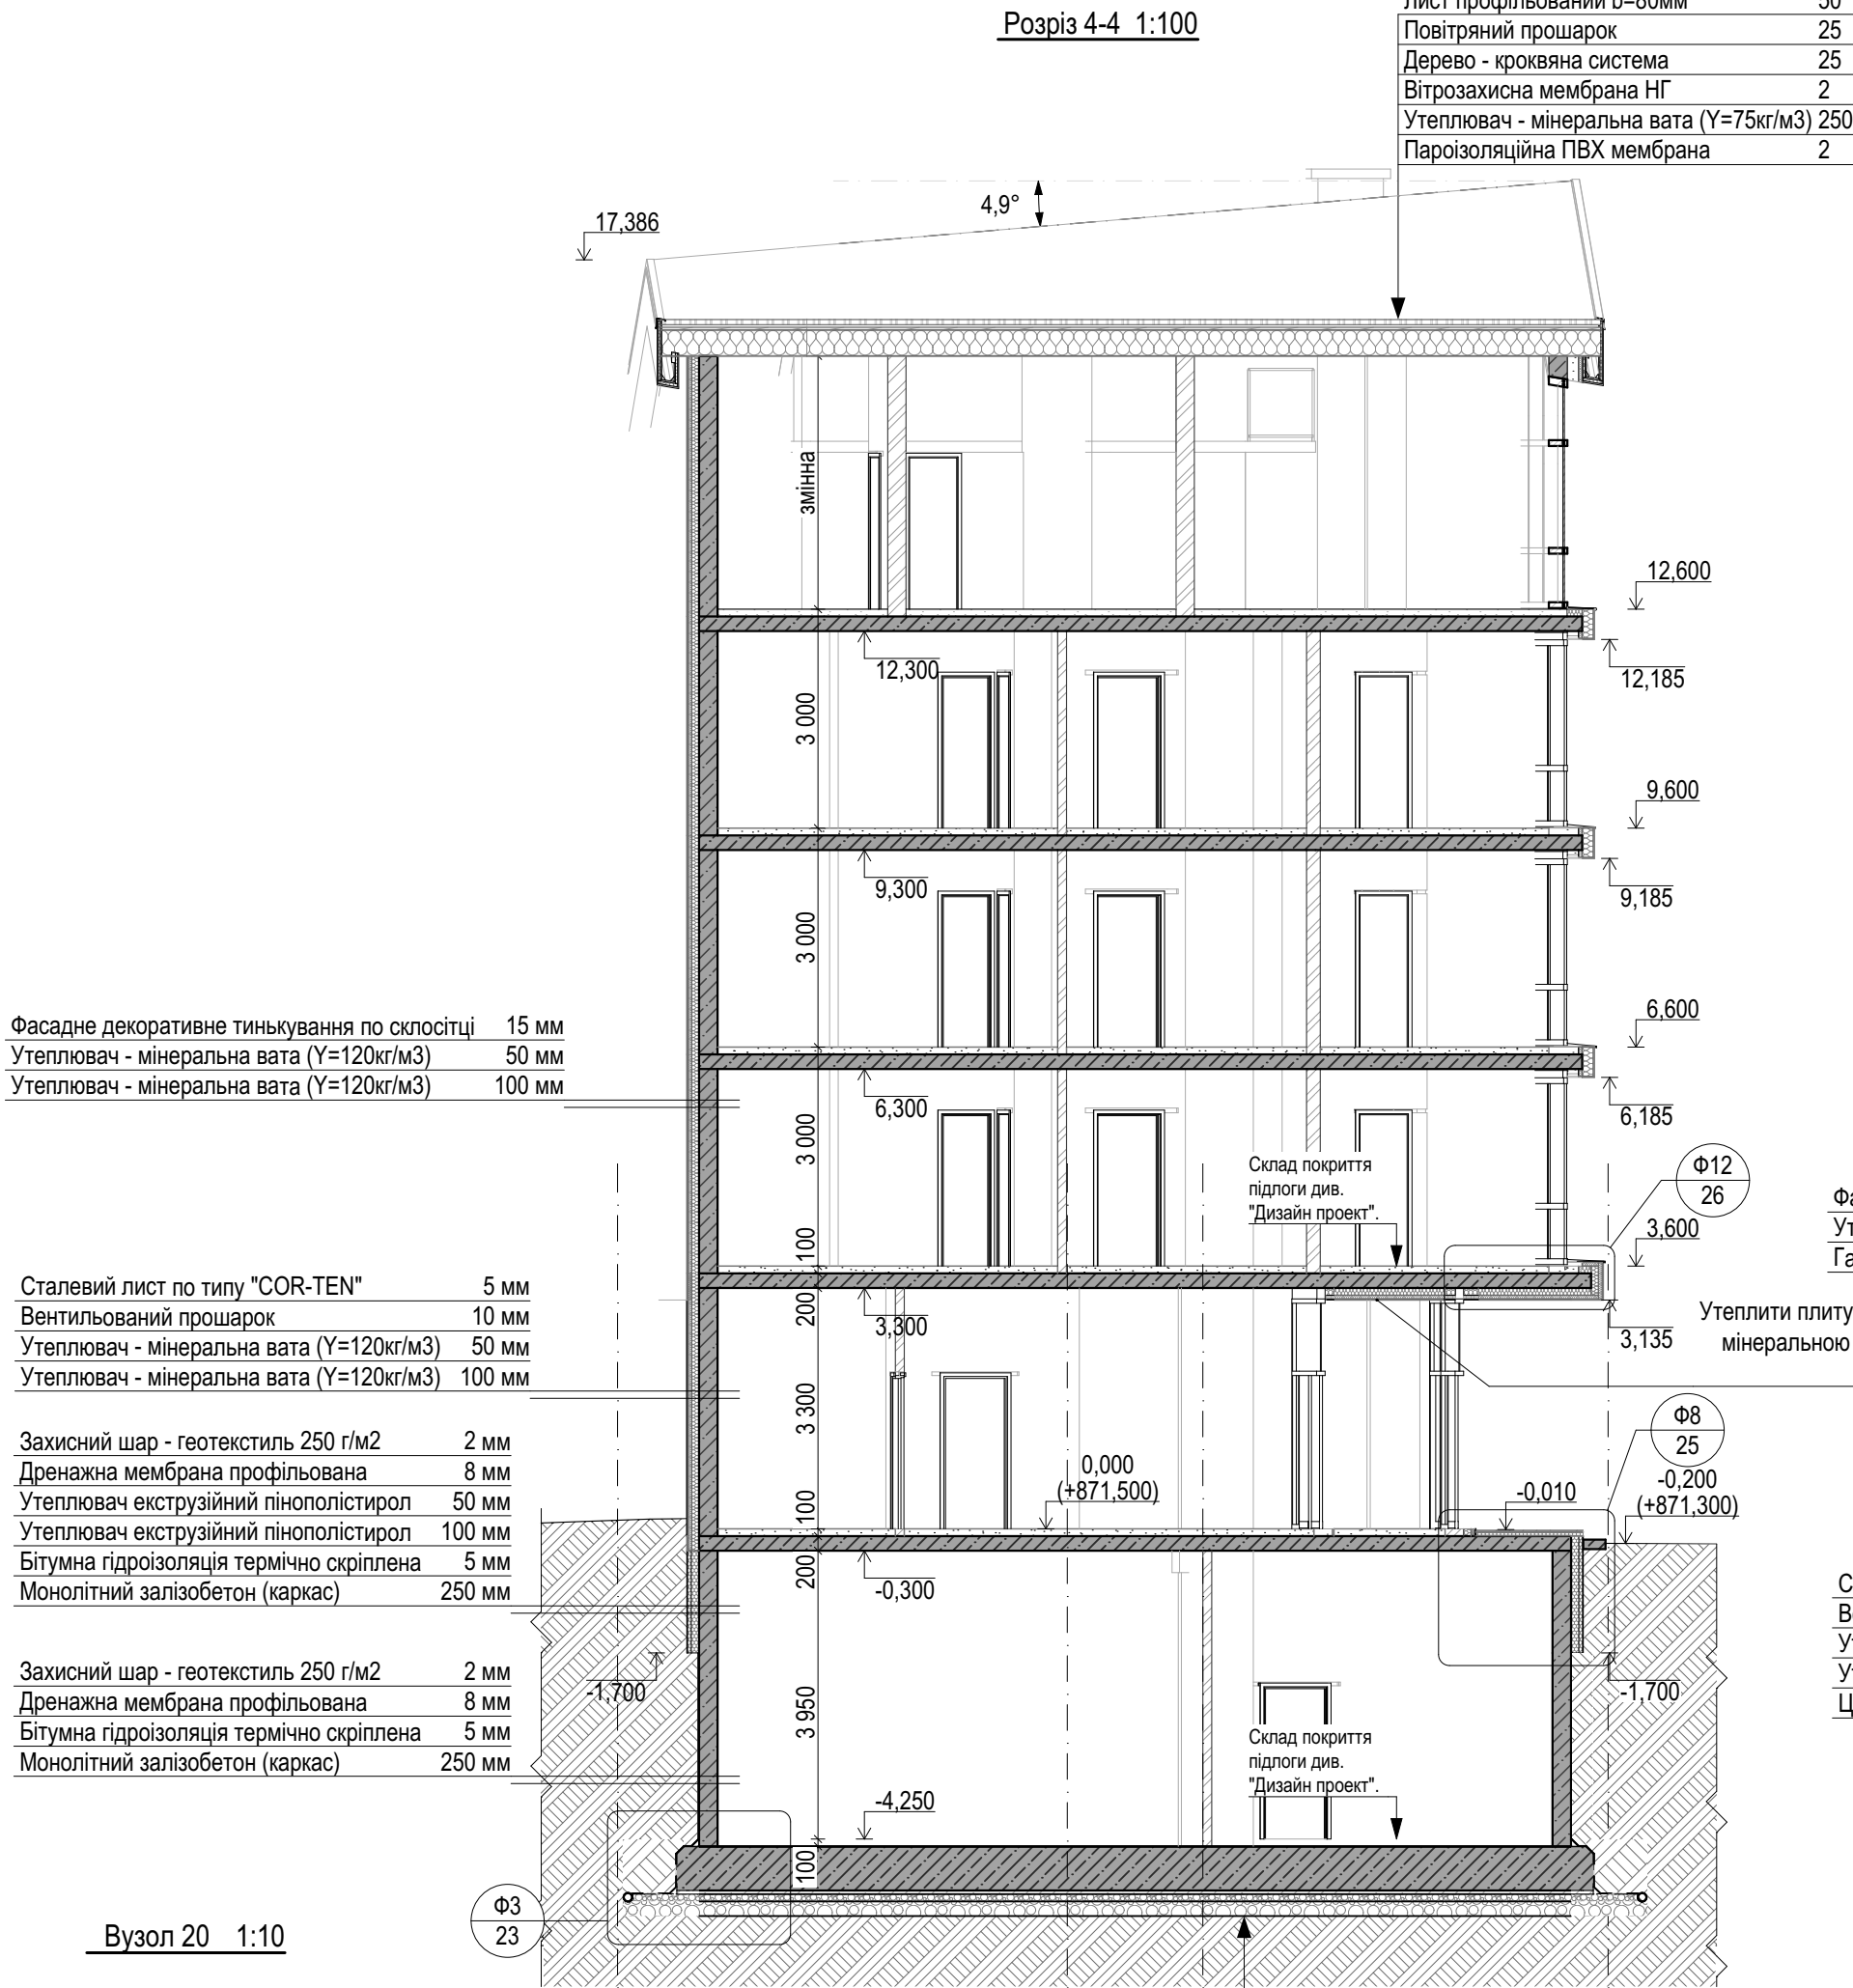 Розріз 4-4 1:100
Лист профільований b=80мм 50
Повітряний прошарок 25
Дерево - кроквяна система 25
Вітрозахисна мембрана НГ 2
Утеплювач - мінеральна вата (Y=75кг/м3) 250
Пароізоляційна ПВХ мембрана 2
4,9°
17,386
змінна
12,600
12,300
12,185
3 000
9,600
9,300
9,185
3 000
Фасадне декоративне тинькування по склосітці 15 мм
Утеплювач - мінеральна вата (Y=120кг/м3) 50 мм
Утеплювач - мінеральна вата (Y=120кг/м3) 100 мм
6,600
6,300
6,185
3 000
Склад покриття
підлоги див.
"Дизайн проект".
Ф12
26
3,600
100
Сталевий лист по типу "COR-TEN" 5 мм
Вентильований прошарок 10 мм
Утеплювач - мінеральна вата (Y=120кг/м3) 50 мм
Утеплювач - мінеральна вата (Y=120кг/м3) 100 мм
200
3,300
3,135
Утеплити плиту
мінеральною
3 300
Ф8
25
Захисний шар - геотекстиль 250 г/м2 2 мм
Дренажна мембрана профільована 8 мм
Утеплювач екструзійний пінополістирол 50 мм
Утеплювач екструзійний пінополістирол 100 мм
Бітумна гідроізоляція термічно скріплена 5 мм
Монолітний залізобетон (каркас) 250 мм
0,000
(+871,500)
-0,010
-0,200
(+871,300)
100
200
-0,300
Захисний шар - геотекстиль 250 г/м2 2 мм
Дренажна мембрана профільована 8 мм
Бітумна гідроізоляція термічно скріплена 5 мм
Монолітний залізобетон (каркас) 250 мм
-1,700
-1,700
3 950
Склад покриття
підлоги див.
"Дизайн проект".
-4,250
100
Ф3
23
Вузол 20 1:10